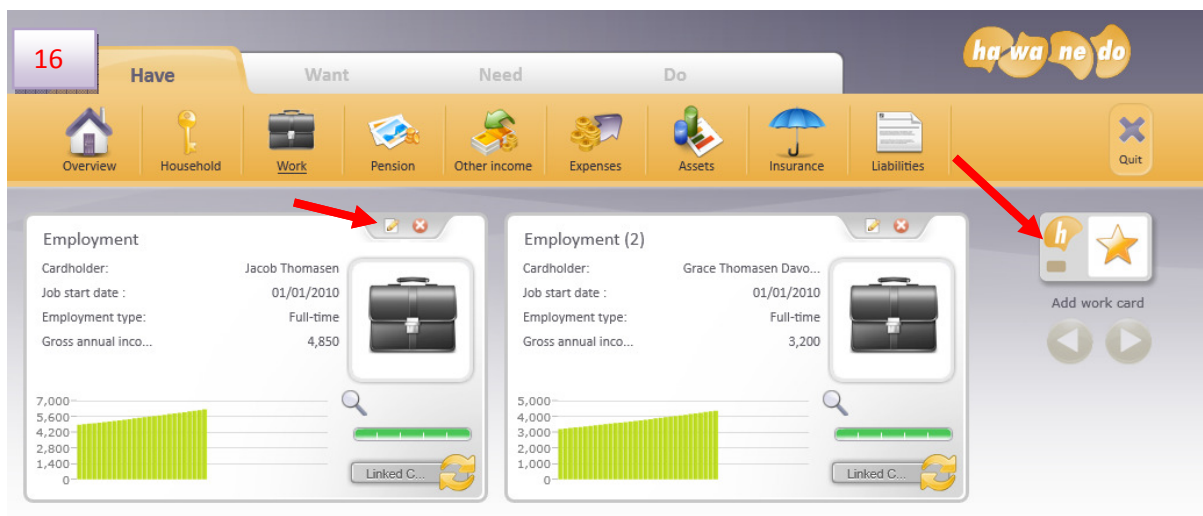 16
Have Want Need Do
ha wa ne do
Overview Household Work Pension Other income Expenses Assets Insurance Liabilities
Quit
Employment
Cardholder: Jacob Thomasen
Job start date : 01/01/2010
Employment type: Full-time
Gross annual inco... 4,850
7,000
5,600
4,200
2,800
1,400
0
Linked C...
Employment (2)
Cardholder: Grace Thomasen Davo...
Job start date : 01/01/2010
Employment type: Full-time
Gross annual inco... 3,200
5,000
4,000
3,000
2,000
1,000
0
Linked C...
h
Add work card